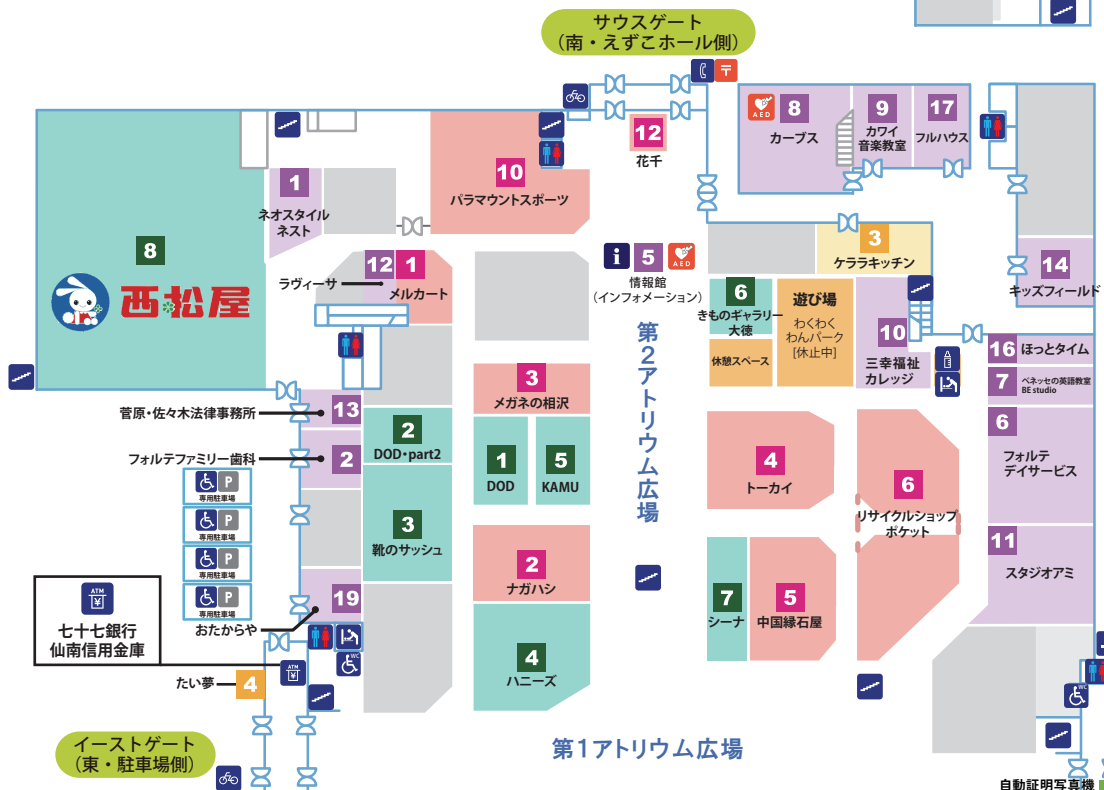 サウスゲート
（南・えずこホール側）
〒
AED
8
カーブス
9
カワイ
音楽教室
17
フルハウス
12
花千
10
パラマウントスポーツ
1
ネオスタイル
ネスト
8
西松屋
12
1
ラヴィーサ
メルカート
i
5
AED
情報館
（インフォメーション）
3
ケララキッチン
14
キッズフィールド
6
きものギャラリー
大徳
遊び場
わくわく
わんパーク
[休止中]
休憩スペース
10
三幸福祉
カレッジ
16
ほっとタイム
7
ベネッセの英語教室
BE studio
6
フォルテ
デイサービス
第2アトリウム広場
3
メガネの相沢
13
菅原・佐々木法律事務所
2
フォルテファミリー歯科
2
DOD・part2
1
DOD
5
KAMU
4
トーカイ
6
リサイクルショップ
ポケット
P
専用駐車場
P
専用駐車場
P
専用駐車場
P
専用駐車場
3
靴のサッシュ
2
ナガハシ
7
シーナ
5
中国縁石屋
11
スタジオアミ
19
おたからや
ATM
¥
七十七銀行
仙南信用金庫
ATM
¥
WC
たい夢
4
4
ハニーズ
WC
イーストゲート
（東・駐車場側）
第1アトリウム広場
自動証明写真機